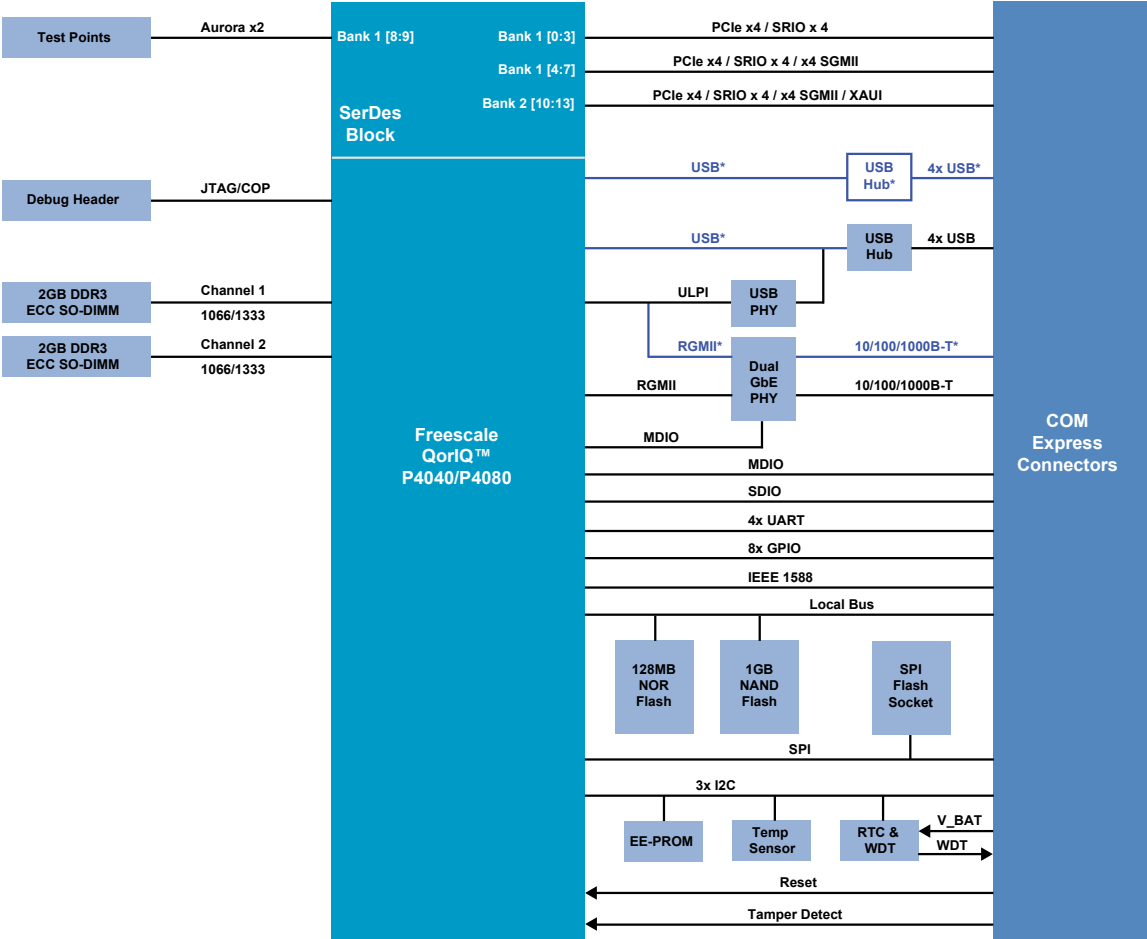 Test Points
Aurora x2
Bank 1 [8:9]
Bank 1 [0:3]
PCIe x4 / SRIO x 4
Bank 1 [4:7]
PCIe x4 / SRIO x 4 / x4 SGMII
Bank 2 [10:13]
PCIe x4 / SRIO x 4 / x4 SGMII / XAUI
SerDes
Block
USB*
USB
Hub*
4x USB*
Debug Header
JTAG/COP
USB*
USB
Hub
4x USB
2GB DDR3
ECC SO-DIMM
Channel 1
1066/1333
ULPI
USB
PHY
2GB DDR3
ECC SO-DIMM
Channel 2
1066/1333
RGMII*
10/100/1000B-T*
Dual
GbE
PHY
RGMII
10/100/1000B-T
MDIO
Freescale
QorIQ™
P4040/P4080
COM
Express
Connectors
MDIO
SDIO
4x UART
8x GPIO
IEEE 1588
Local Bus
128MB
NOR
Flash
1GB
NAND
Flash
SPI
Flash
Socket
SPI
3x I2C
EE-PROM
Temp
Sensor
RTC &
WDT
V_BAT
WDT
Reset
Tamper Detect